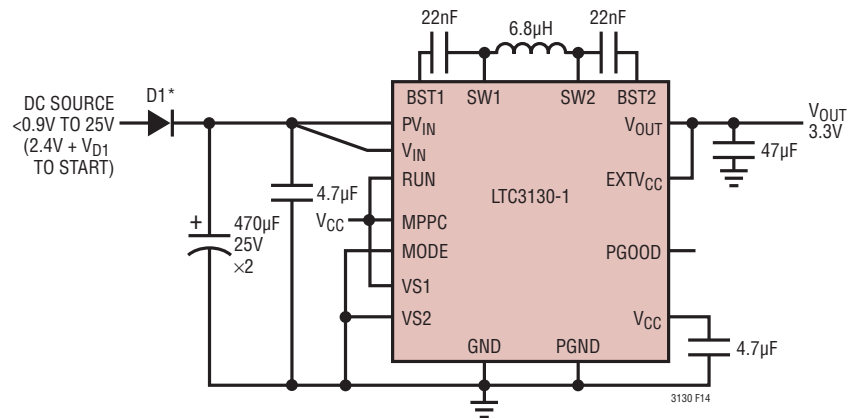 22nF
6.8µH
22nF
BST1
SW1
SW2
BST2
DC SOURCE
<0.9V TO 25V
(2.4V + VD1
TO START)
D1*
PVIN
VIN
RUN
MPPC
MODE
VS1
VS2
LTC3130-1
VOUT
EXTVCC
PGOOD
VCC
GND
PGND
VOUT
3.3V
47µF
4.7µF
VCC
+
470µF
25V
×2
4.7µF
3130 F14